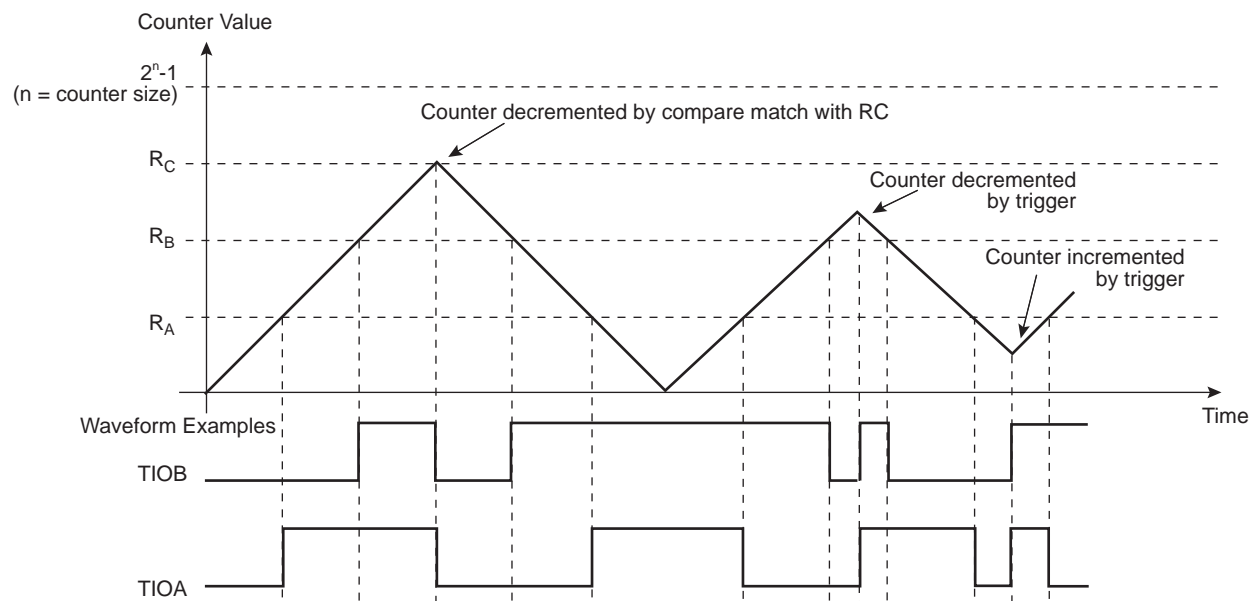 Counter Value
2ⁿ-1
(n = counter size)
Counter decremented by compare match with RC
R_C
Counter decremented
by trigger
R_B
Counter incremented
by trigger
R_A
Time
Waveform Examples
TIOB
TIOA